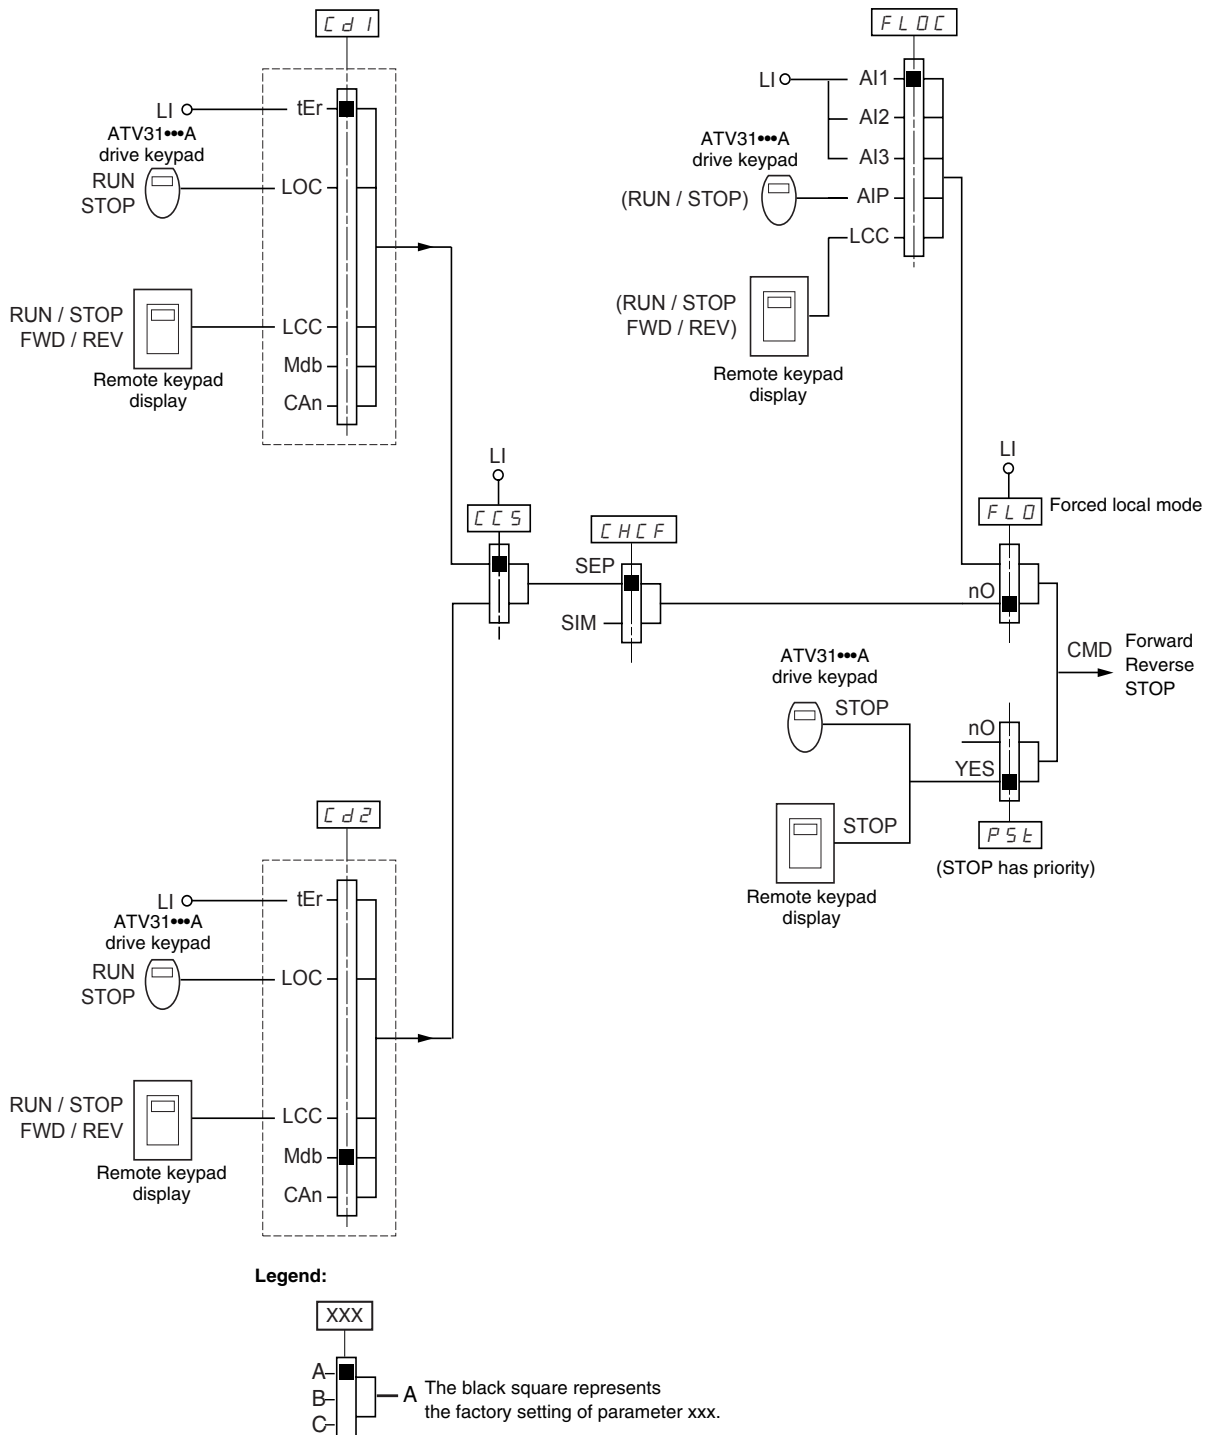 Cd1
LI
tEr
ATV31•••A
drive keypad
RUN
STOP
LOC
RUN / STOP
FWD / REV
LCC
Mdb
CAn
Remote keypad
display
FLOC
LI
AI1
AI2
AI3
ATV31•••A
drive keypad
(RUN / STOP)
AIP
LCC
(RUN / STOP
FWD / REV)
Remote keypad
display
LI
CCS
CHCF
SEP
SIM
LI
FLO
Forced local mode
nO
CMD
Forward
Reverse
STOP
ATV31•••A
drive keypad
STOP
nO
YES
STOP
PSt
(STOP has priority)
Remote keypad
display
Cd2
LI
tEr
ATV31•••A
drive keypad
RUN
STOP
LOC
RUN / STOP
FWD / REV
LCC
Mdb
CAn
Remote keypad
display
Legend:
XXX
A
B
C
A
The black square represents
the factory setting of parameter xxx.